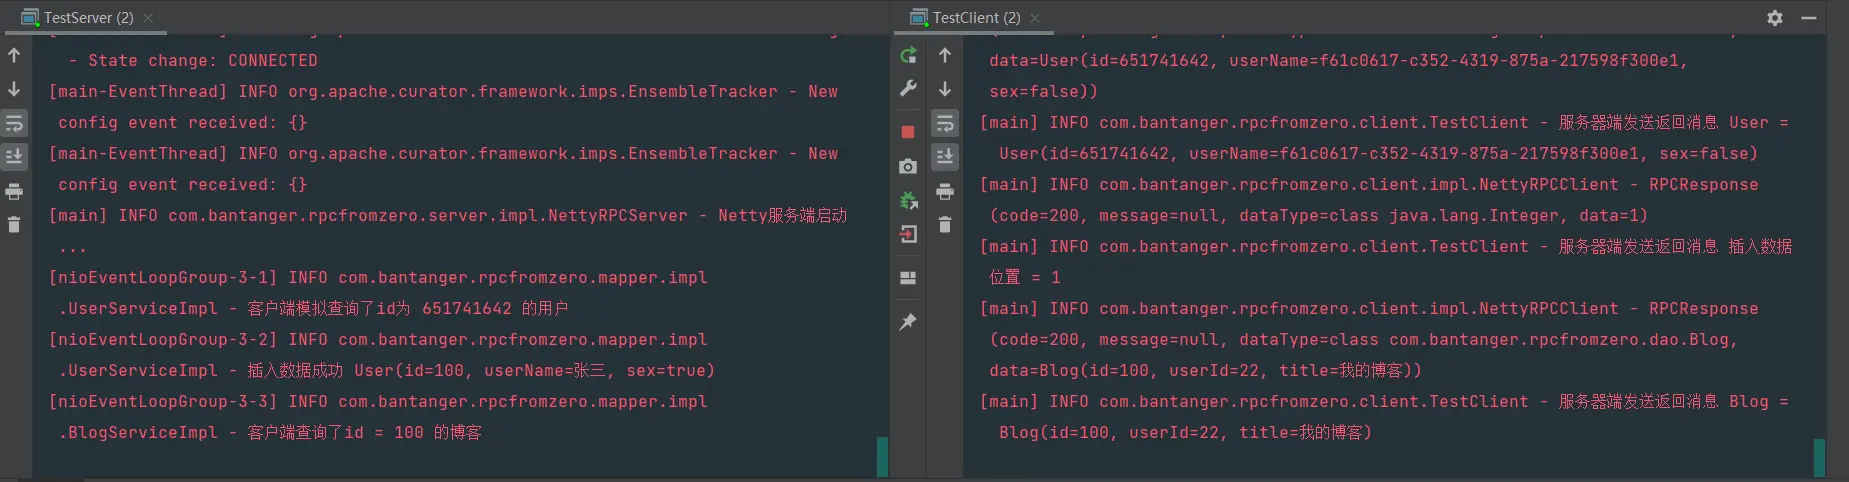 TestServer (2)
- State change: CONNECTED
[main-EventThread] INFO org.apache.curator.framework.imps.EnsembleTracker - New
config event received: {}
[main-EventThread] INFO org.apache.curator.framework.imps.EnsembleTracker - New
config event received: {}
[main] INFO com.bantanger.rpcfromzero.server.impl.NettyRPCServer - Netty服务端启动
...
[nioEventLoopGroup-3-1] INFO com.bantanger.rpcfromzero.mapper.impl
.UserServiceImpl - 客户端模拟查询了id为 651741642 的用户
[nioEventLoopGroup-3-2] INFO com.bantanger.rpcfromzero.mapper.impl
.UserServiceImpl - 插入数据成功 User(id=100, userName=张三, sex=true)
[nioEventLoopGroup-3-3] INFO com.bantanger.rpcfromzero.mapper.impl
.BlogServiceImpl - 客户端查询了id = 100 的博客
TestClient (2)
data=User(id=651741642, userName=f61c0617-c352-4319-875a-217598f300e1,
sex=false))
[main] INFO com.bantanger.rpcfromzero.client.TestClient - 服务器端发送返回消息 User =
User(id=651741642, userName=f61c0617-c352-4319-875a-217598f300e1, sex=false)
[main] INFO com.bantanger.rpcfromzero.client.impl.NettyRPCClient - RPCResponse
(code=200, message=null, dataType=class java.lang.Integer, data=1)
[main] INFO com.bantanger.rpcfromzero.client.TestClient - 服务器端发送返回消息 插入数据
位置 = 1
[main] INFO com.bantanger.rpcfromzero.client.impl.NettyRPCClient - RPCResponse
(code=200, message=null, dataType=class com.bantanger.rpcfromzero.dao.Blog,
data=Blog(id=100, userId=22, title=我的博客))
[main] INFO com.bantanger.rpcfromzero.client.TestClient - 服务器端发送返回消息 Blog =
Blog(id=100, userId=22, title=我的博客)